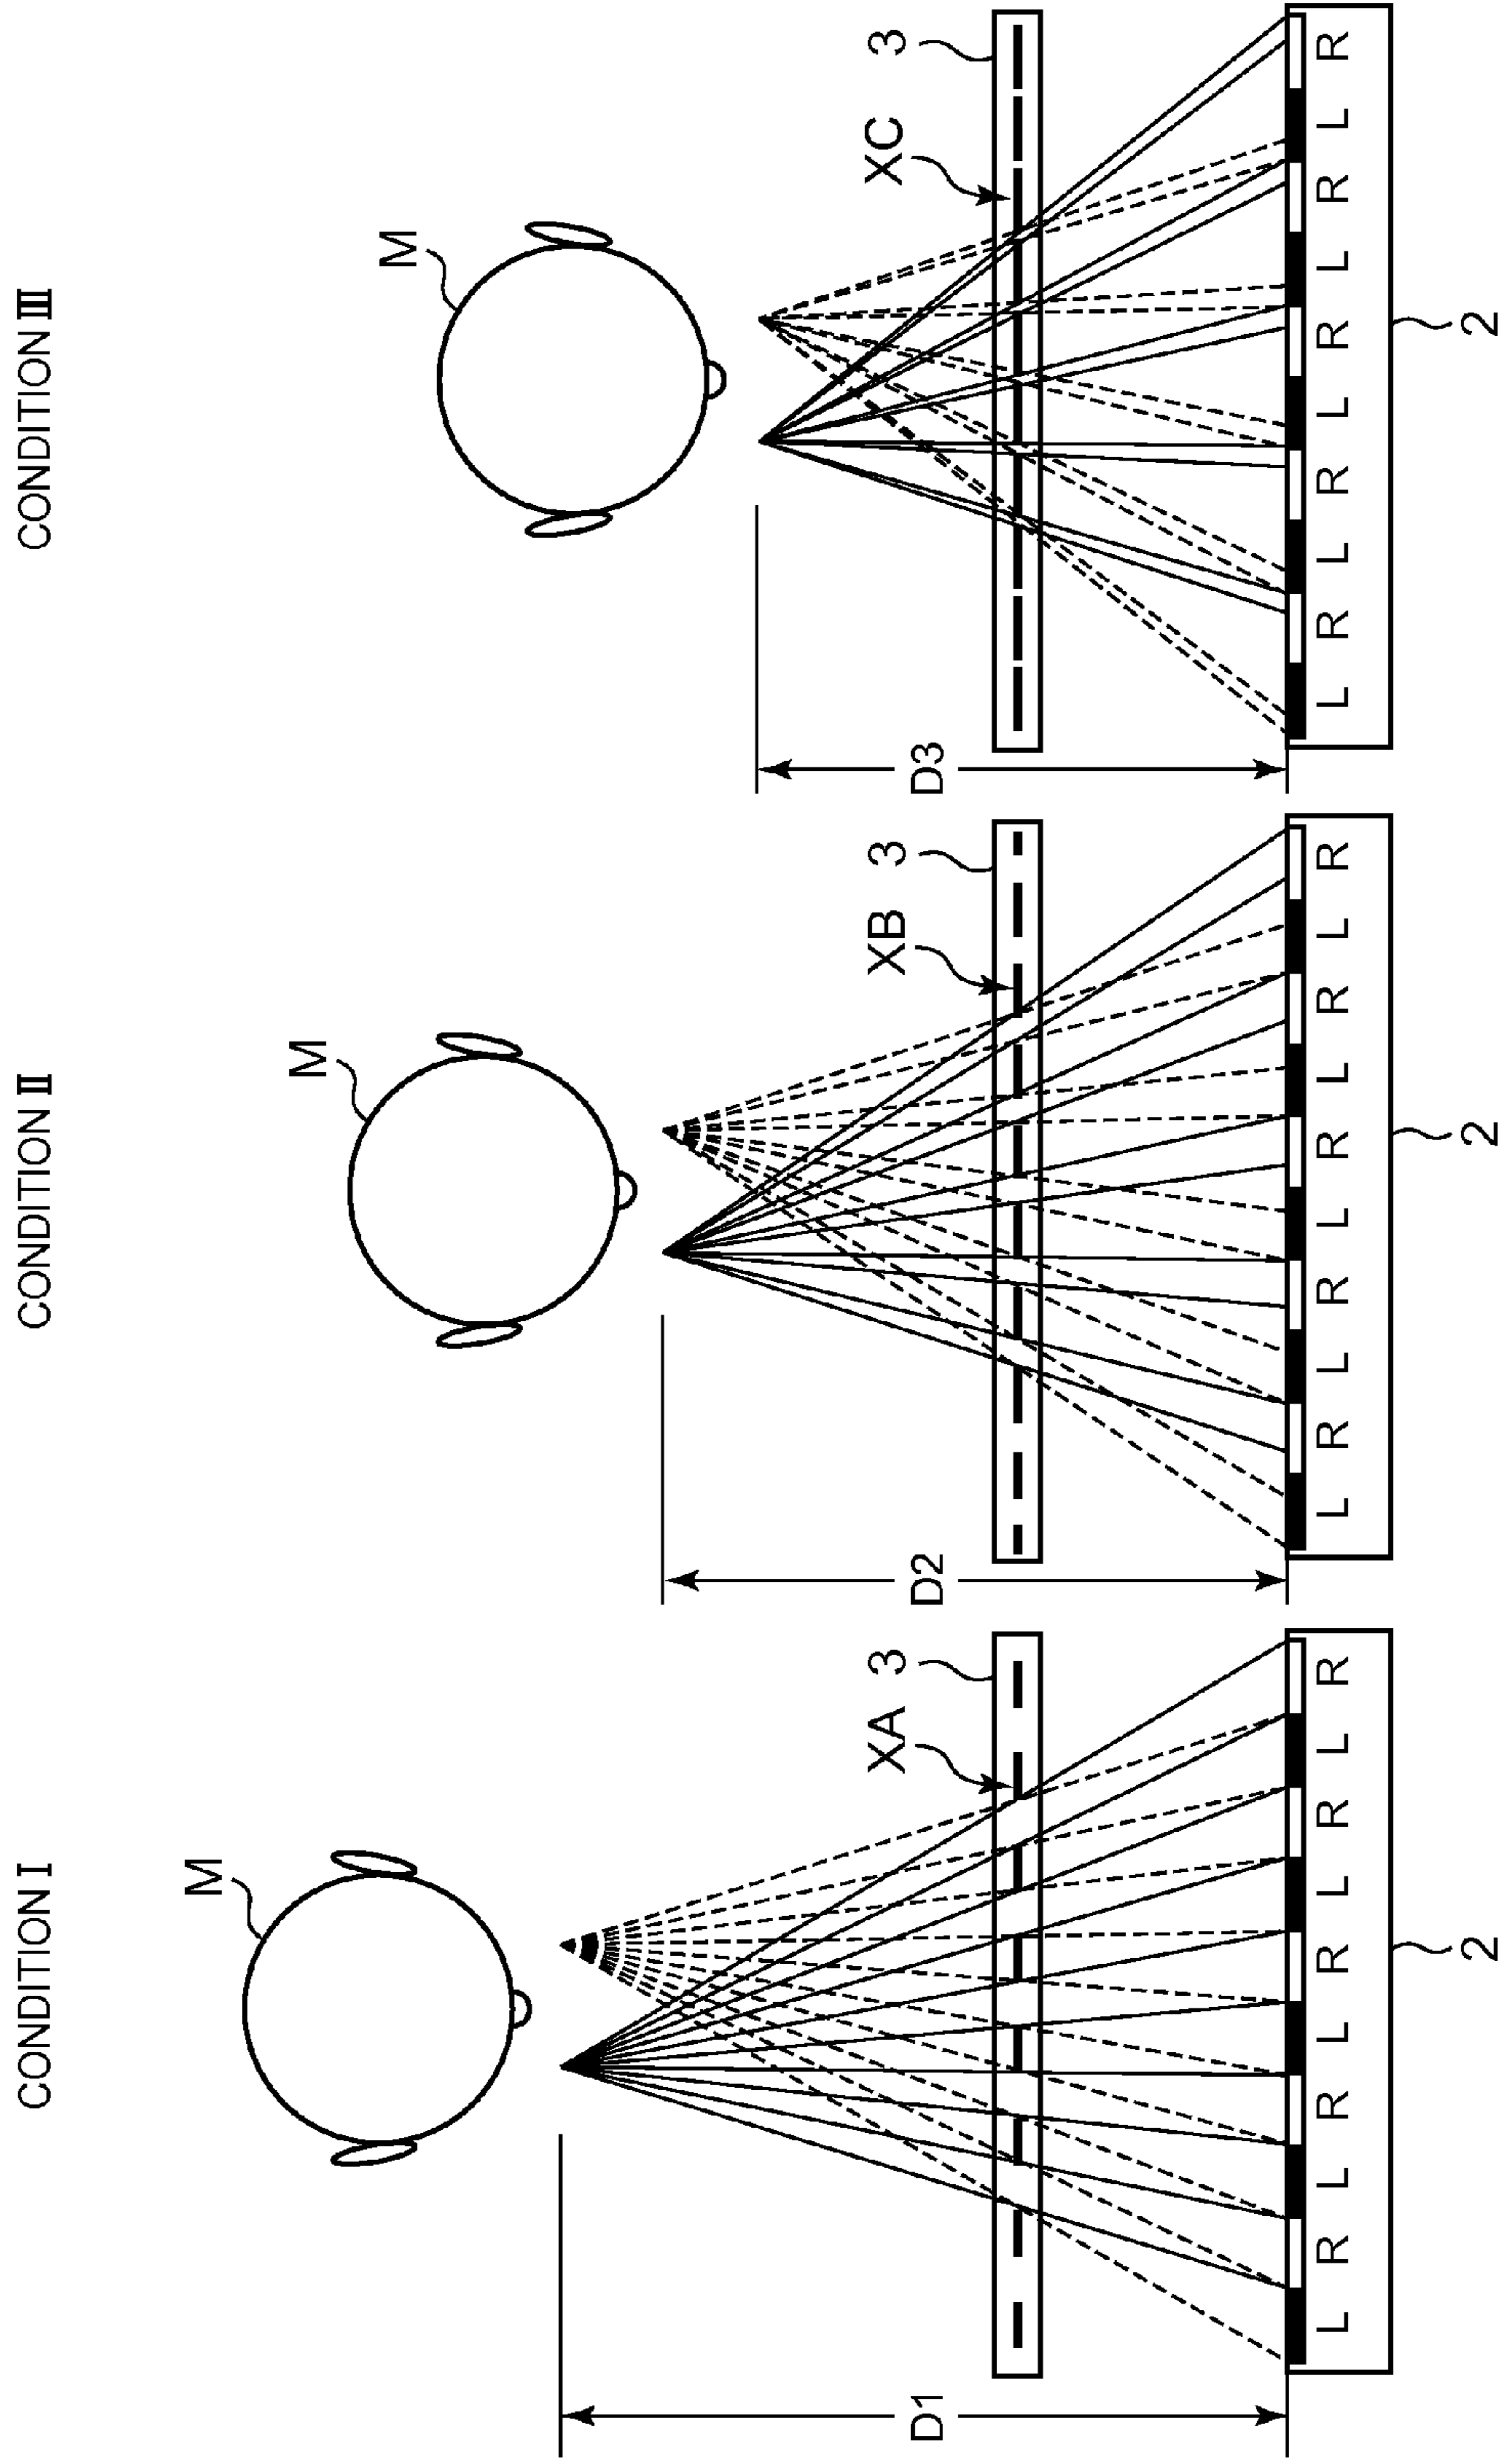 CONDITION I
M
D1
XA
3
L R L R L R L R L R
2
CONDITION II
M
D2
XB
3
L R L R L R L R L R
2
CONDITION III
M
D3
XC
3
L R L R L R L R L R
2